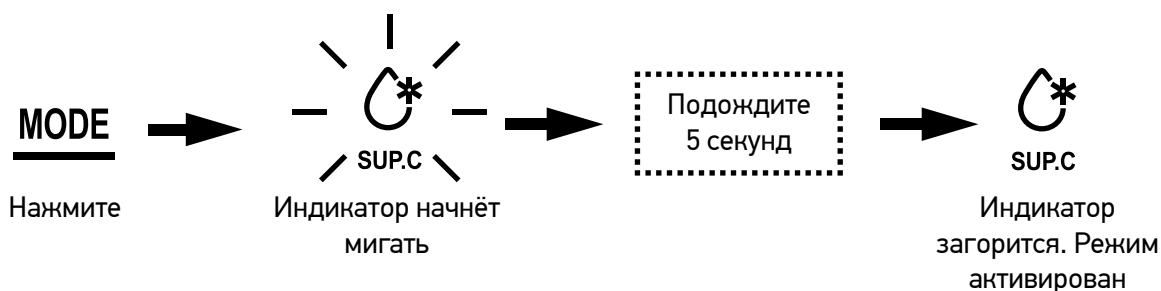 MODE
Нажмите
SUP.C
Индикатор начнёт
мигать
Подождите
5 секунд
SUP.C
Индикатор
загорится. Режим
активирован